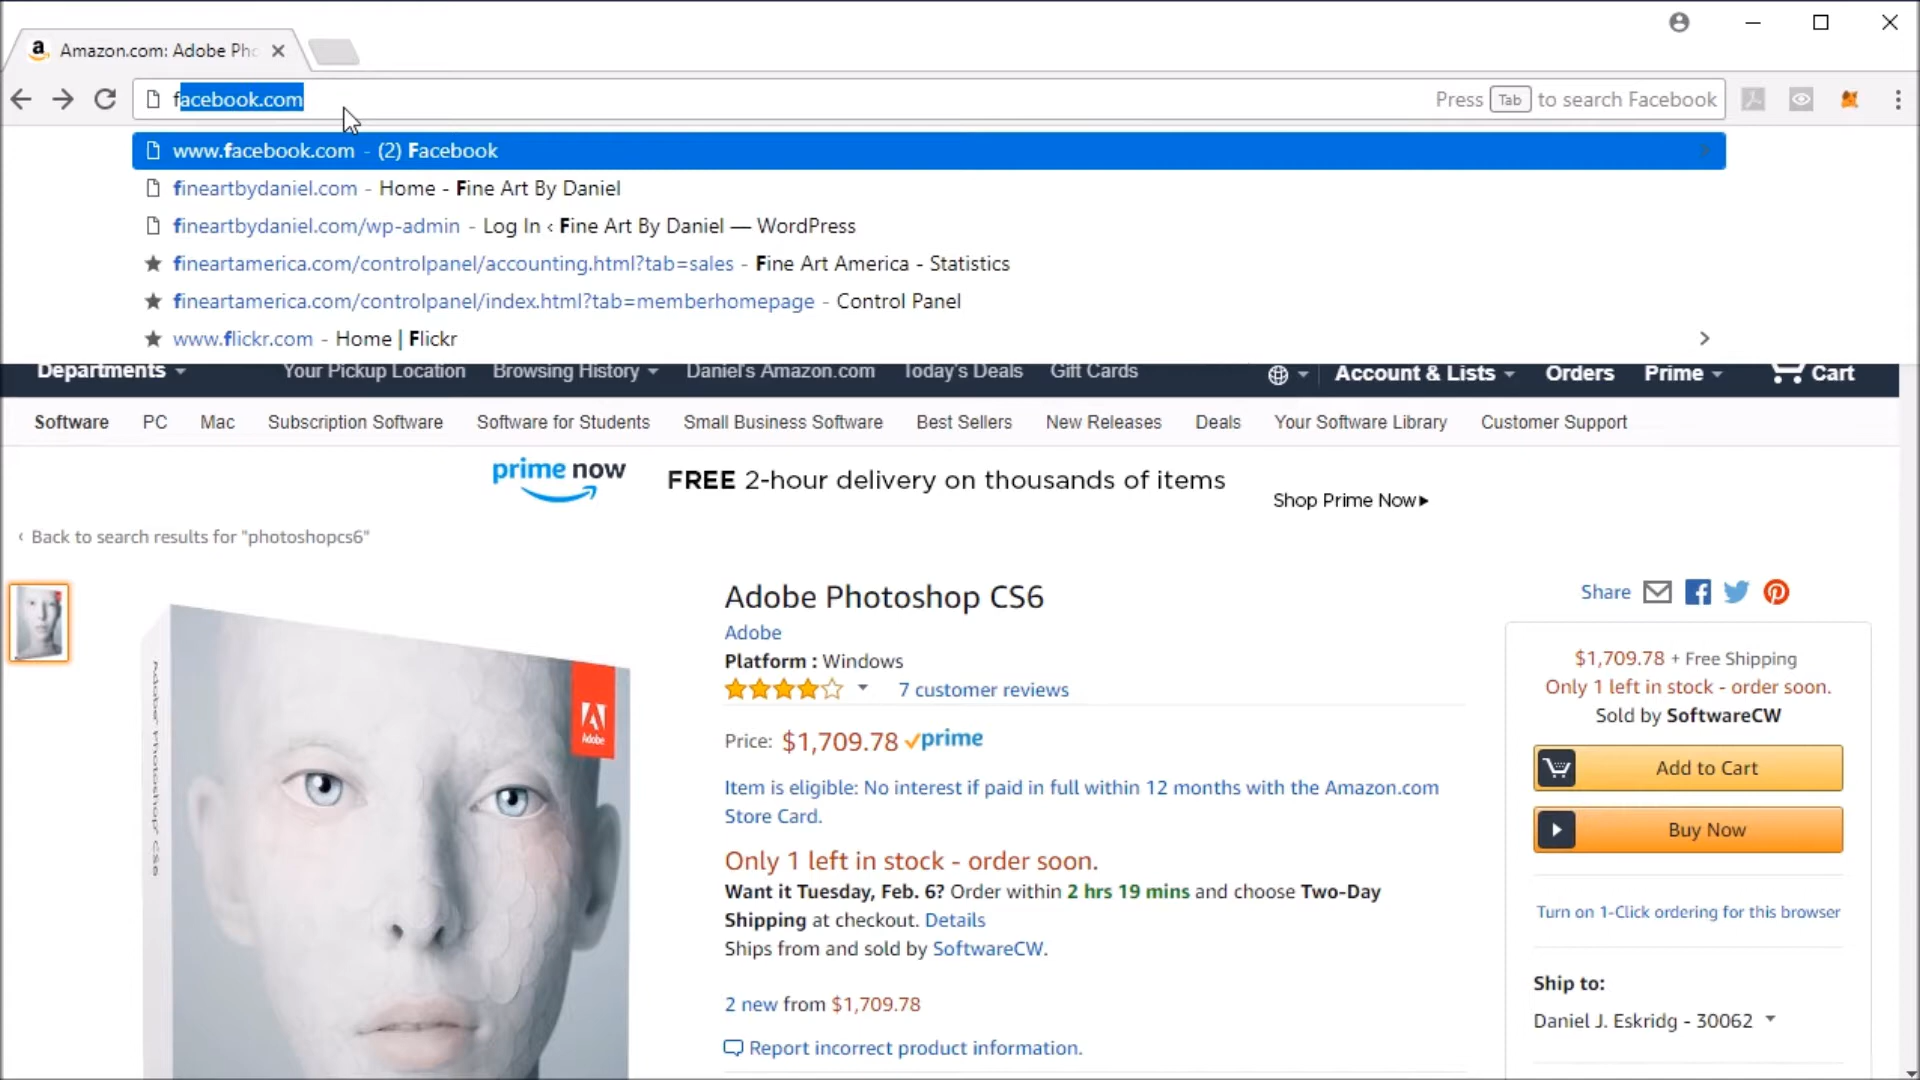 Amazon.com: Adobe Pho
facebook.com
Press Tab to search Facebook
www.facebook.com - (2) Facebook
fineartbydaniel.com - Home - Fine Art By Daniel
fineartbydaniel.com/wp-admin - Log In ‹ Fine Art By Daniel — WordPress
fineartamerica.com/controlpanel/accounting.html?tab=sales - Fine Art America - Statistics
fineartamerica.com/controlpanel/index.html?tab=memberhomepage - Control Panel
www.flickr.com - Home | Flickr
Departments Your Pickup Location Browsing History Daniel's Amazon.com Today's Deals Gift Cards Account & Lists Orders Prime Cart
Software PC Mac Subscription Software Software for Students Small Business Software Best Sellers New Releases Deals Your Software Library Customer Support
prime now FREE 2-hour delivery on thousands of items Shop Prime Now
‹ Back to search results for "photoshopcs6"
Adobe Photoshop CS6
Adobe
Adobe Photoshop CS6
Adobe
Platform : Windows
7 customer reviews
Price: $1,709.78 prime
Item is eligible: No interest if paid in full within 12 months with the Amazon.com
Store Card.
Only 1 left in stock - order soon.
Want it Tuesday, Feb. 6? Order within 2 hrs 19 mins and choose Two-Day
Shipping at checkout. Details
Ships from and sold by SoftwareCW.
2 new from $1,709.78
Report incorrect product information.
Share
$1,709.78 + Free Shipping
Only 1 left in stock - order soon.
Sold by SoftwareCW
Add to Cart
Buy Now
Turn on 1-Click ordering for this browser
Ship to:
Daniel J. Eskridg - 30062